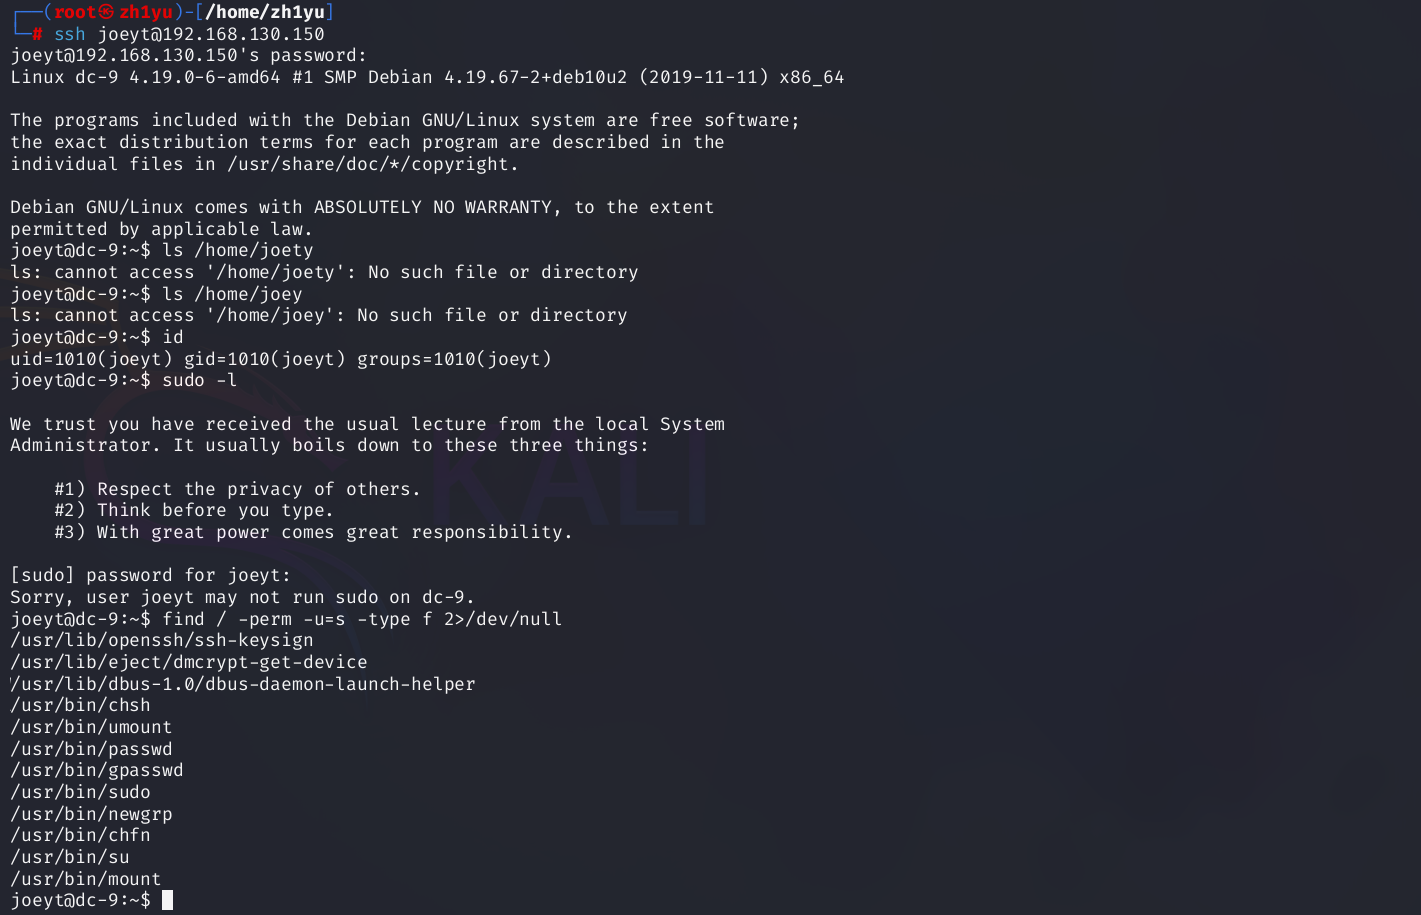 ┌──(root㉿zh1yu)-[/home/zh1yu]
└─# ssh joeyt@192.168.130.150
joeyt@192.168.130.150's password:
Linux dc-9 4.19.0-6-amd64 #1 SMP Debian 4.19.67-2+deb10u2 (2019-11-11) x86_64

The programs included with the Debian GNU/Linux system are free software;
the exact distribution terms for each program are described in the
individual files in /usr/share/doc/*/copyright.

Debian GNU/Linux comes with ABSOLUTELY NO WARRANTY, to the extent
permitted by applicable law.
joeyt@dc-9:~$ ls /home/joety
ls: cannot access '/home/joety': No such file or directory
joeyt@dc-9:~$ ls /home/joey
ls: cannot access '/home/joey': No such file or directory
joeyt@dc-9:~$ id
uid=1010(joeyt) gid=1010(joeyt) groups=1010(joeyt)
joeyt@dc-9:~$ sudo -l

We trust you have received the usual lecture from the local System
Administrator. It usually boils down to these three things:

    #1) Respect the privacy of others.
    #2) Think before you type.
    #3) With great power comes great responsibility.
KALI

[sudo] password for joeyt:
Sorry, user joeyt may not run sudo on dc-9.
joeyt@dc-9:~$ find / -perm -u=s -type f 2>/dev/null
/usr/lib/openssh/ssh-keysign
/usr/lib/eject/dmcrypt-get-device
/usr/lib/dbus-1.0/dbus-daemon-launch-helper
/usr/bin/chsh
/usr/bin/umount
/usr/bin/passwd
/usr/bin/gpasswd
/usr/bin/sudo
/usr/bin/newgrp
/usr/bin/chfn
/usr/bin/su
/usr/bin/mount
joeyt@dc-9:~$